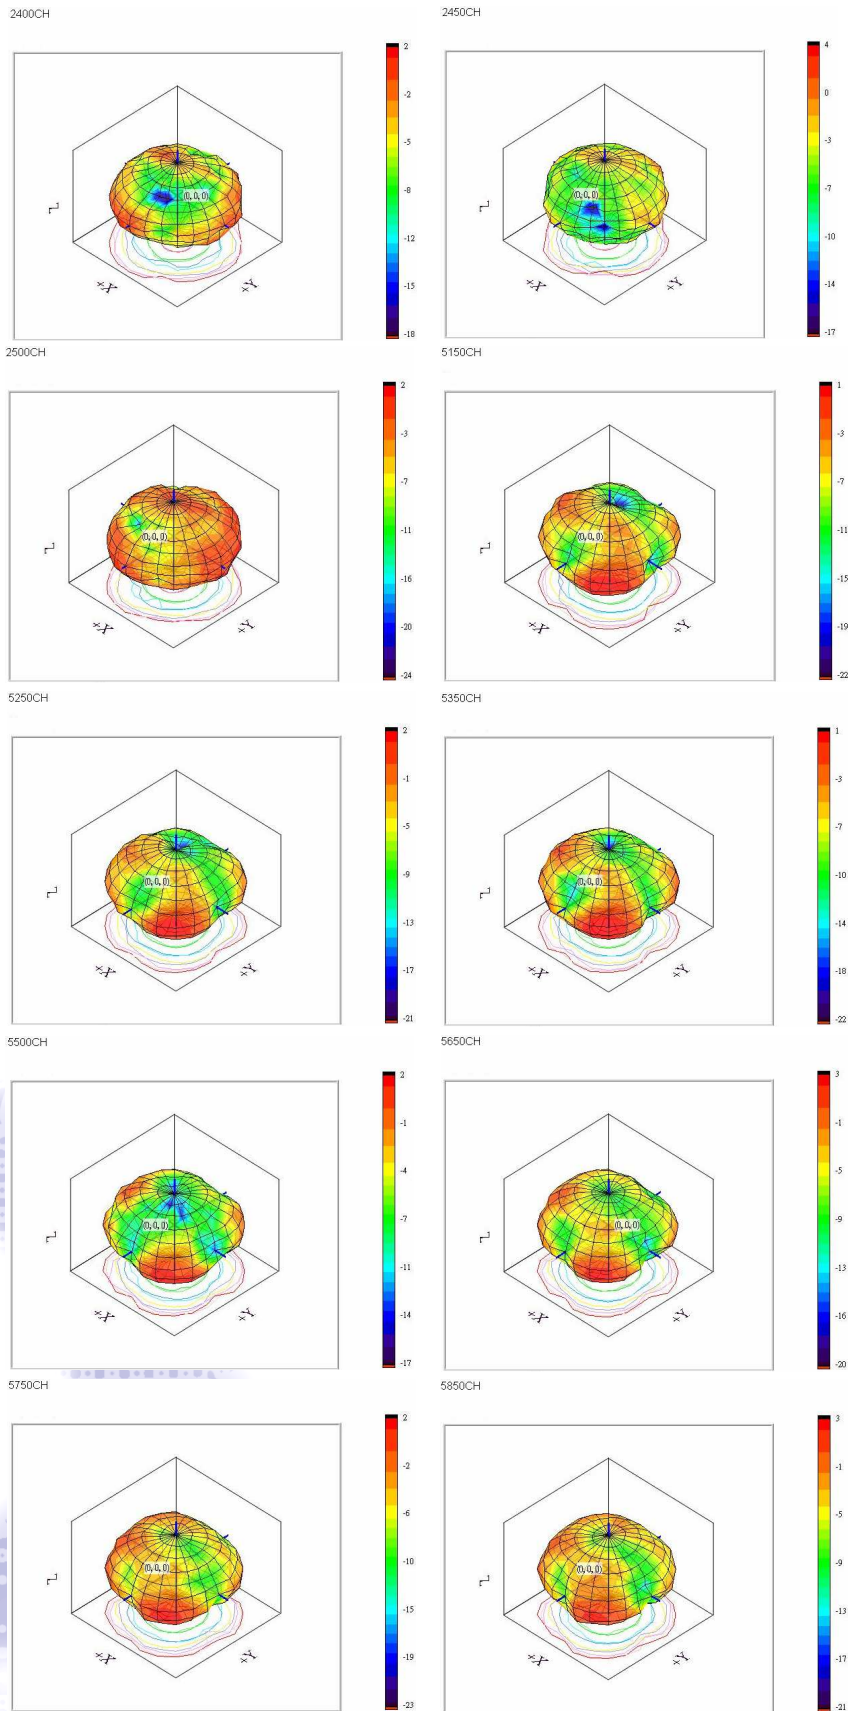 2400CH
2
-2
-5
-8
-12
-15
-18
(0, 0, 0)
Z
+X
+Y
2450CH
4
0
-3
-7
-10
-14
-17
(0, 0, 0)
Z
+X
+Y
2500CH
2
-3
-7
-11
-16
-20
-24
(0, 0, 0)
Z
+X
+Y
5150CH
1
-3
-7
-11
-15
-19
-22
(0, 0, 0)
Z
+X
+Y
5250CH
2
-1
-5
-9
-13
-17
-21
(0, 0, 0)
Z
+X
+Y
5350CH
1
-3
-7
-10
-14
-18
-22
(0, 0, 0)
Z
+X
+Y
5500CH
2
-1
-4
-7
-11
-14
-17
(0, 0, 0)
Z
+X
+Y
5650CH
3
-1
-5
-9
-13
-16
-20
(0, 0, 0)
Z
+X
+Y
5750CH
2
-2
-6
-10
-15
-19
-23
(0, 0, 0)
Z
+X
+Y
5850CH
3
-1
-5
-9
-13
-17
-21
(0, 0, 0)
Z
+X
+Y